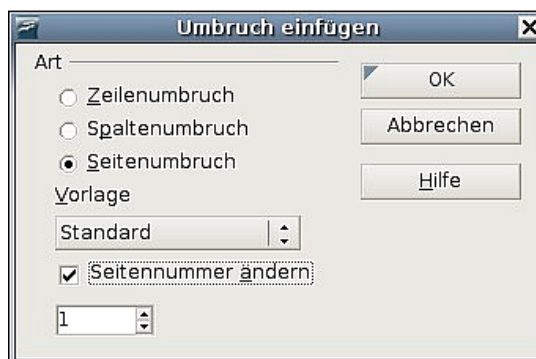 Umbruch einfügen
Art
Zeilenumbruch
Spaltenumbruch
Seitenumbruch
Vorlage
Standard
Seitennummer ändern
1
OK
Abbrechen
Hilfe